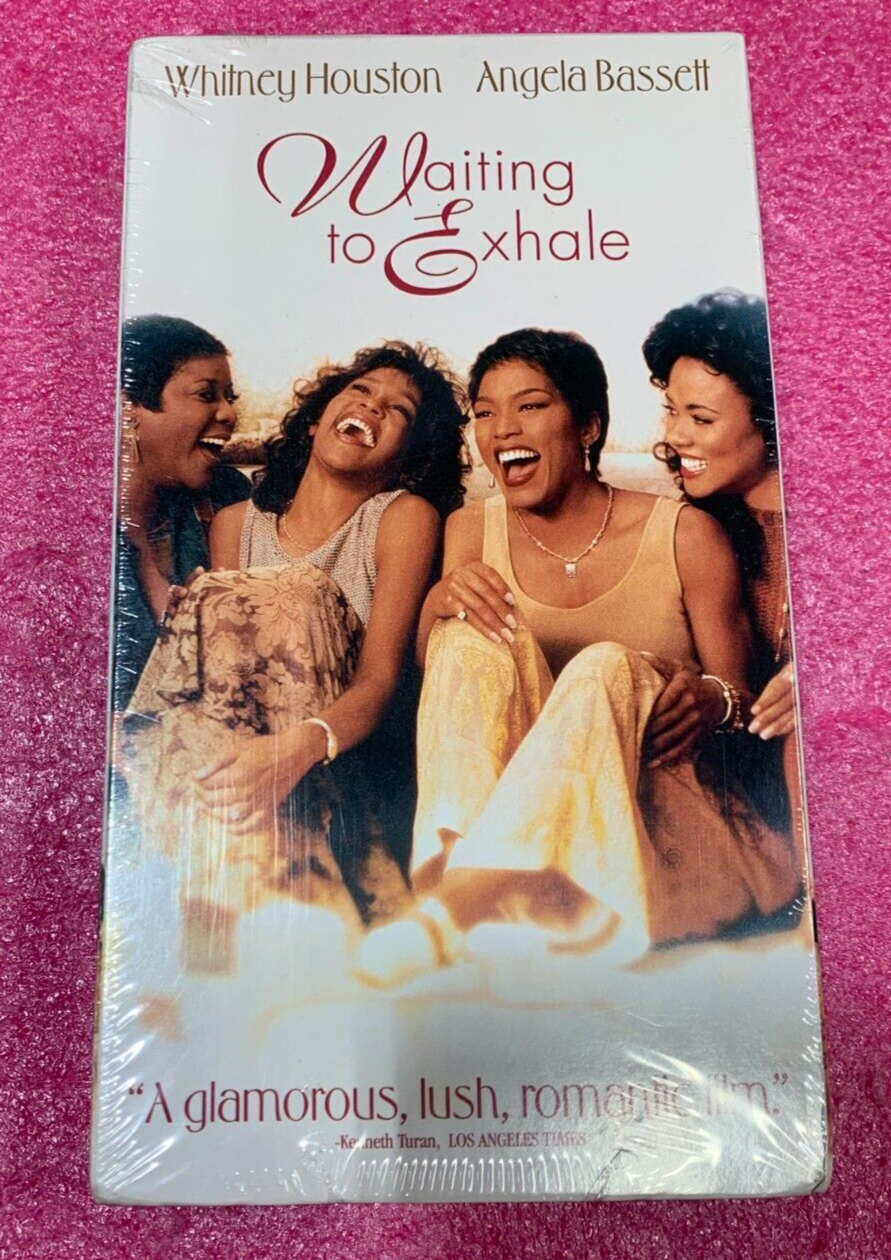 Whitney Houston Angela Bassett
Waiting
to Exhale
"A glamorous, lush, romantic film."
-Kenneth Turan, LOS ANGELES TIMES